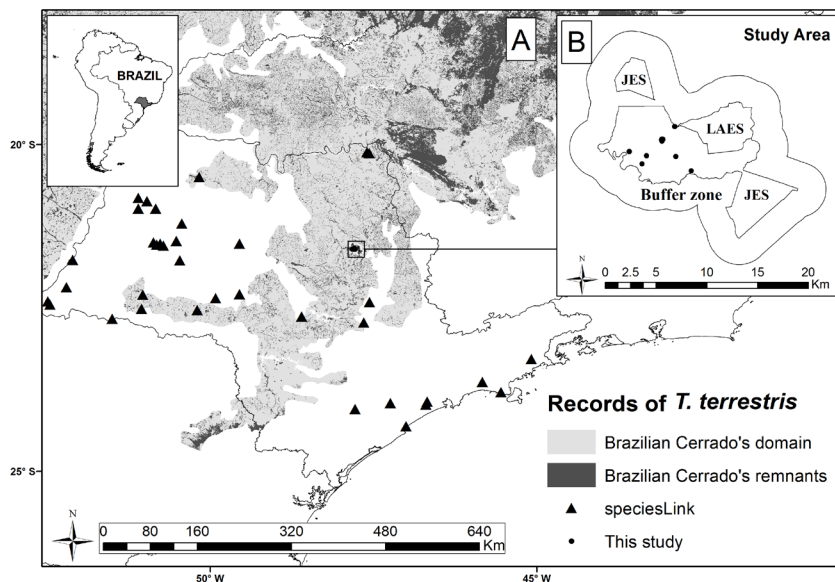 BRAZIL
A
B
Study Area
JES
LAES
Buffer zone
JES
N
0 2.5 5 10 15 20
Km
20° S
25° S
Records of T. terrestris
Brazilian Cerrado's domain
Brazilian Cerrado's remnants
speciesLink
This study
N
0 80 160 320 480 640
Km
50° W
45° W